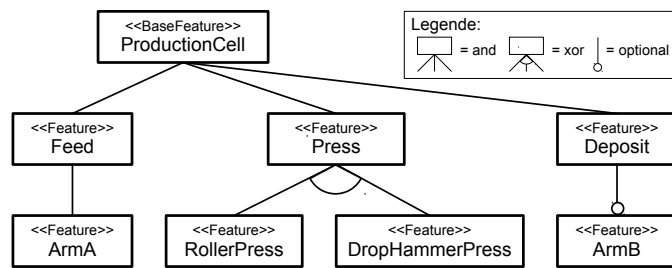 <<BaseFeature>>
ProductionCell
Legende:
= and
= xor
= optional
<<Feature>>
Feed
<<Feature>>
Press
<<Feature>>
Deposit
<<Feature>>
ArmA
<<Feature>>
RollerPress
<<Feature>>
DropHammerPress
<<Feature>>
ArmB